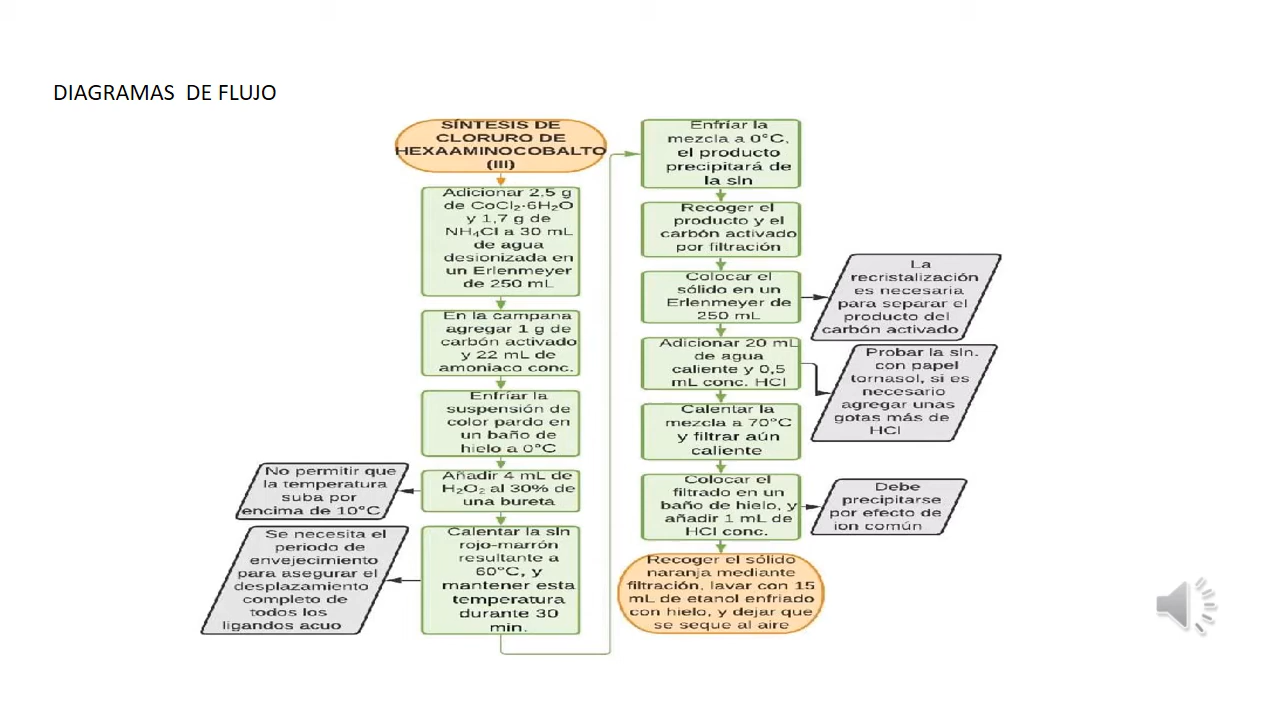 DIAGRAMAS DE FLUJO
SÍNTESIS DE
CLORURO DE
HEXAAMINOCOBALTO
(III)
Adicionar 2.5 g
de CoCl₂·6H₂O
y 1,7 g de
NH₄Cl a 30 mL
de agua
desionizada en
un Erlenmeyer
de 250 mL
En la campana
agregar 1 g de
carbón activado
y 22 mL de
amoniaco conc.
Enfríar la
suspensión de
color pardo en
un baño de
hielo a 0°C
Añadir 4 mL de
H₂O₂ al 30% de
una bureta
No permitir que
la temperatura
suba por
encima de 10°C
Calentar la sln
rojo-marrón
resultante a
60°C, y
mantener esta
temperatura
durante 30
min.
Se necesita el
periodo de
envejecimiento
para asegurar el
desplazamiento
completo de
todos los
ligandos acuo
Enfríar la
mezcla a 0°C,
el producto
precipitará de
la sln
Recoger el
producto y el
carbón activado
por filtración
Colocar el
sólido en un
Erlenmeyer de
250 mL
La
recristalización
es necesaria
para separar el
producto del
carbón activado
Adicionar 20 mL
de agua
caliente y 0,5
mL conc. HCl
Probar la sln.
con papel
tornasol, si es
necesario
agregar unas
gotas más de
HCl
Calentar la
mezcla a 70°C
y filtrar aún
caliente
Colocar el
filtrado en un
baño de hielo, y
añadir 1 mL de
HCl conc.
Debe
precipitarse
por efecto de
ion común
Recoger el sólido
naranja mediante
filtración, lavar con 15
mL de etanol enfriado
con hielo, y dejar que
se seque al aire